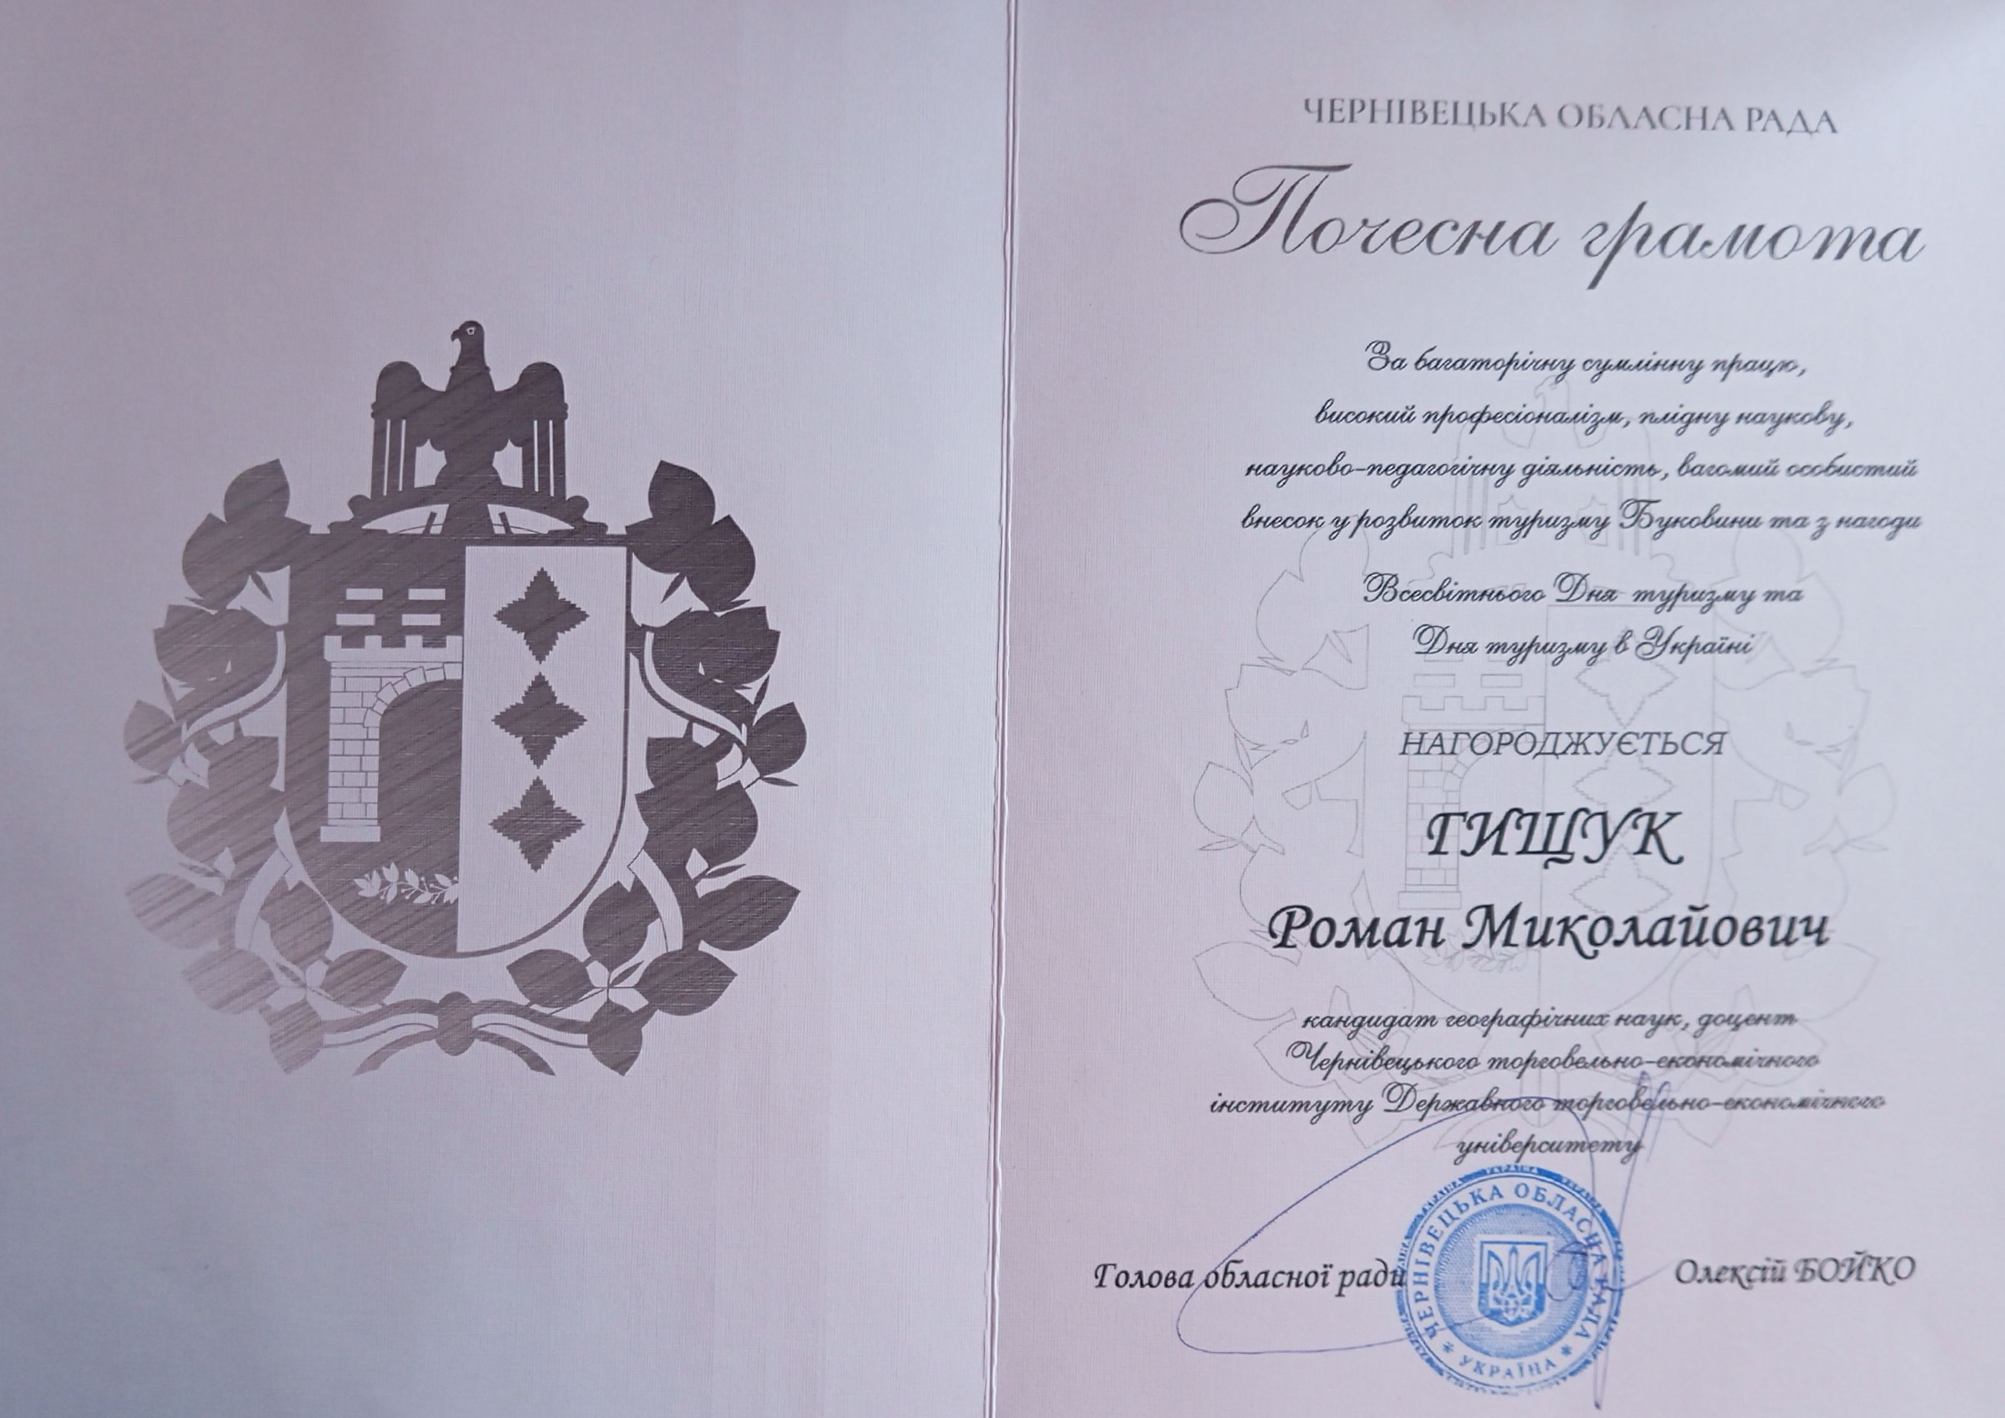 ЧЕРНІВЕЦЬКА ОБЛАСНА РАДА
Почесна грамота
За багаторічну сумлінну працю,
високий професіоналізм, плідну наукову,
науково-педагогічну діяльність, вагомий особистий
внесок у розвиток туризму Буковини та з нагоди
Всесвітнього Дня туризму та
Дня туризму в Україні
НАГОРОДЖУЄТЬСЯ
ГИЩУК
Роман Миколайович
кандидат географічних наук, доцент
Чернівецького торговельно-економічного
інституту Державного торговельно-економічного
університету
Голова обласної ради
Олексій БОЙКО
ЧЕРНІВЕЦЬКА ОБЛАСНА РАДА
* УКРАЇНА *